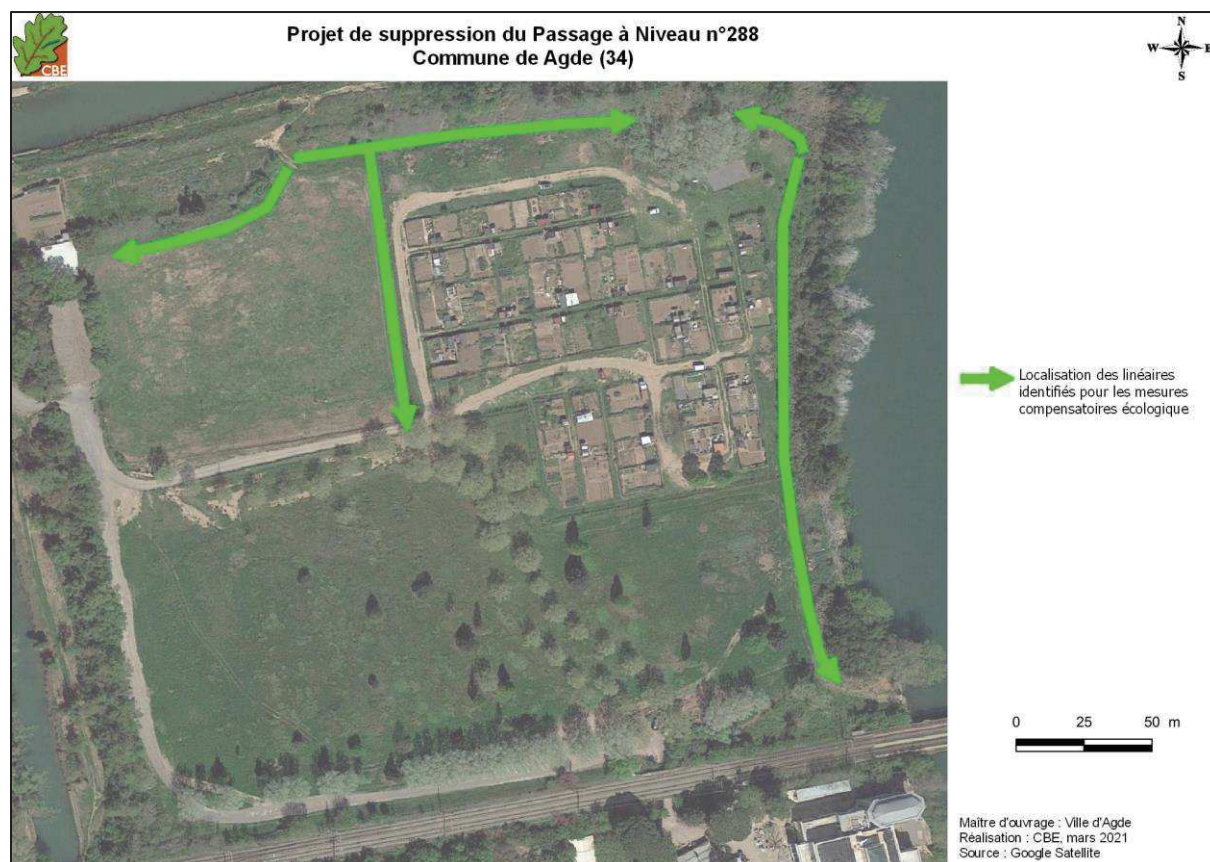 Projet de suppression du Passage à Niveau n°288
Commune de Agde (34)
CBE
N
W E
S
Localisation des linéaires
identifiés pour les mesures
compensatoires écologique
0 25 50 m
Maître d'ouvrage : Ville d'Agde
Réalisation : CBE, mars 2021
Source : Google Satellite